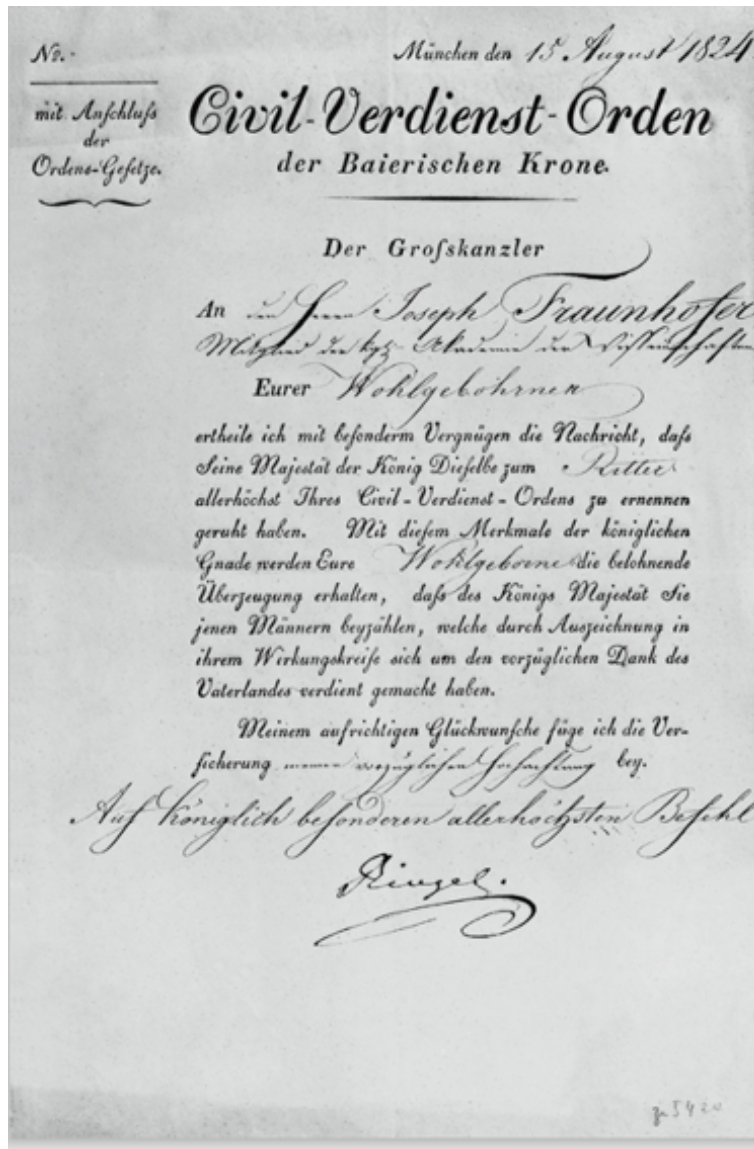 No. -
München den 15 August 1824
mit Anſchluſs
der
Ordens-Geſetze.
Civil-Verdienst-Orden
der Baierischen Krone.
Der Groſskanzler
An den Herrn Joseph Fraunhofer
Mitglied der kgl. Akademie der Wissenschaften
Eurer Wohlgebohrnen
ertheile ich mit beſonderm Vergnügen die Nachricht, daſs
Seine Majestät der König Dieſelbe zum Ritter
allerhöchst Ihres Civil-Verdienst-Ordens zu ernennen
geruht haben. Mit dieſem Merkmale der königlichen
Gnade werden Eure Wohlgeborne die belohnende
Überzeugung erhalten, daſs des Königs Majestät Sie
jenen Männern beyzählen, welche durch Auszeichnung in
ihrem Wirkungskreiſe sich um den vorzüglichen Dank des
Vaterlandes verdient gemacht haben.
Meinem aufrichtigen Glückwunſche füge ich die Ver-
ſicherung meiner vorzüglichen Hochachtung bey.
Auf Königlich beſonderen allerhöchſten Befehl
Ringel.
5420